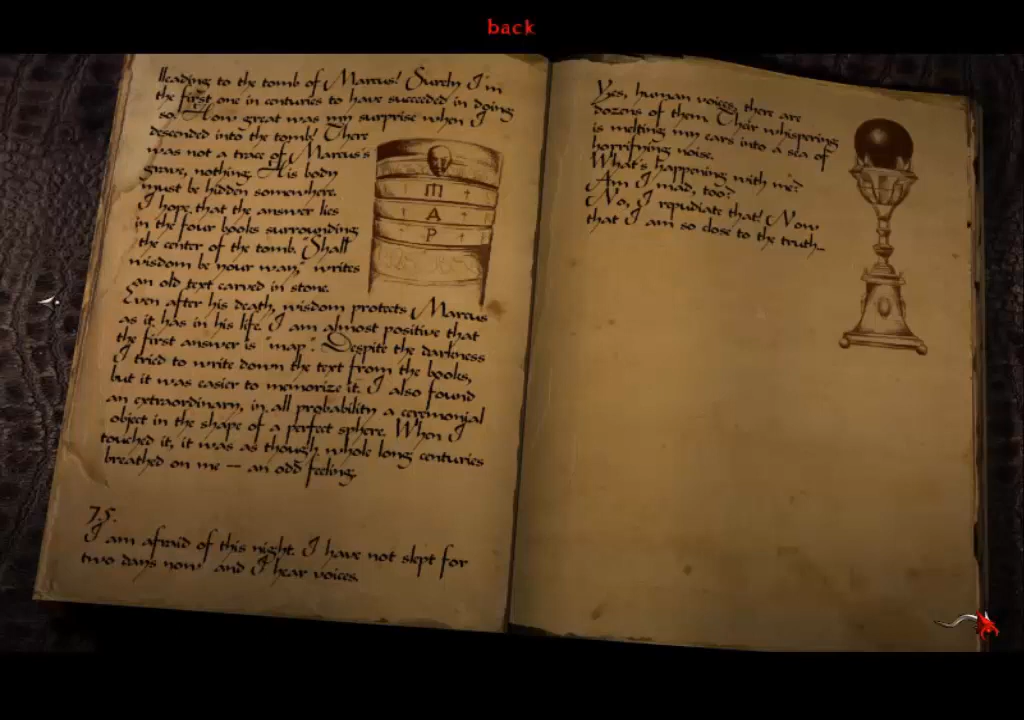 back
leading to the tomb of Marcus! Surely I'm
the first one in centuries to have succeeded in doing
so. How great was my surprise when I
descended into the tomb! There
was not a trace of Marcus's
grave, nothing. His body
must be hidden somewhere.
I hope that the answer lies
in the four books surrounding
the center of the tomb. "Shall
wisdom be your way," writes
an old text carved in stone.
Even after his death, wisdom protects Marcus
as it has in his life. I am almost positive that
the first answer is "map". Despite the darkness
I tried to write down the text from the books,
but it was easier to memorize it. I also found
an extraordinary, in all probability a ceremonial
object in the shape of a perfect sphere. When I
touched it, it was as though whole long centuries
breathed on me – an odd feeling.
M
A
P
7.5.
I am afraid of this night. I have not slept for
two days now and I hear voices.
Yes, human voices, there are
dozens of them. Their whispering
is melting my ears into a sea of
horrifying noise.
What's happening with me?
Am I mad, too?
No, I repudiate that! Now
that I am so close to the truth...